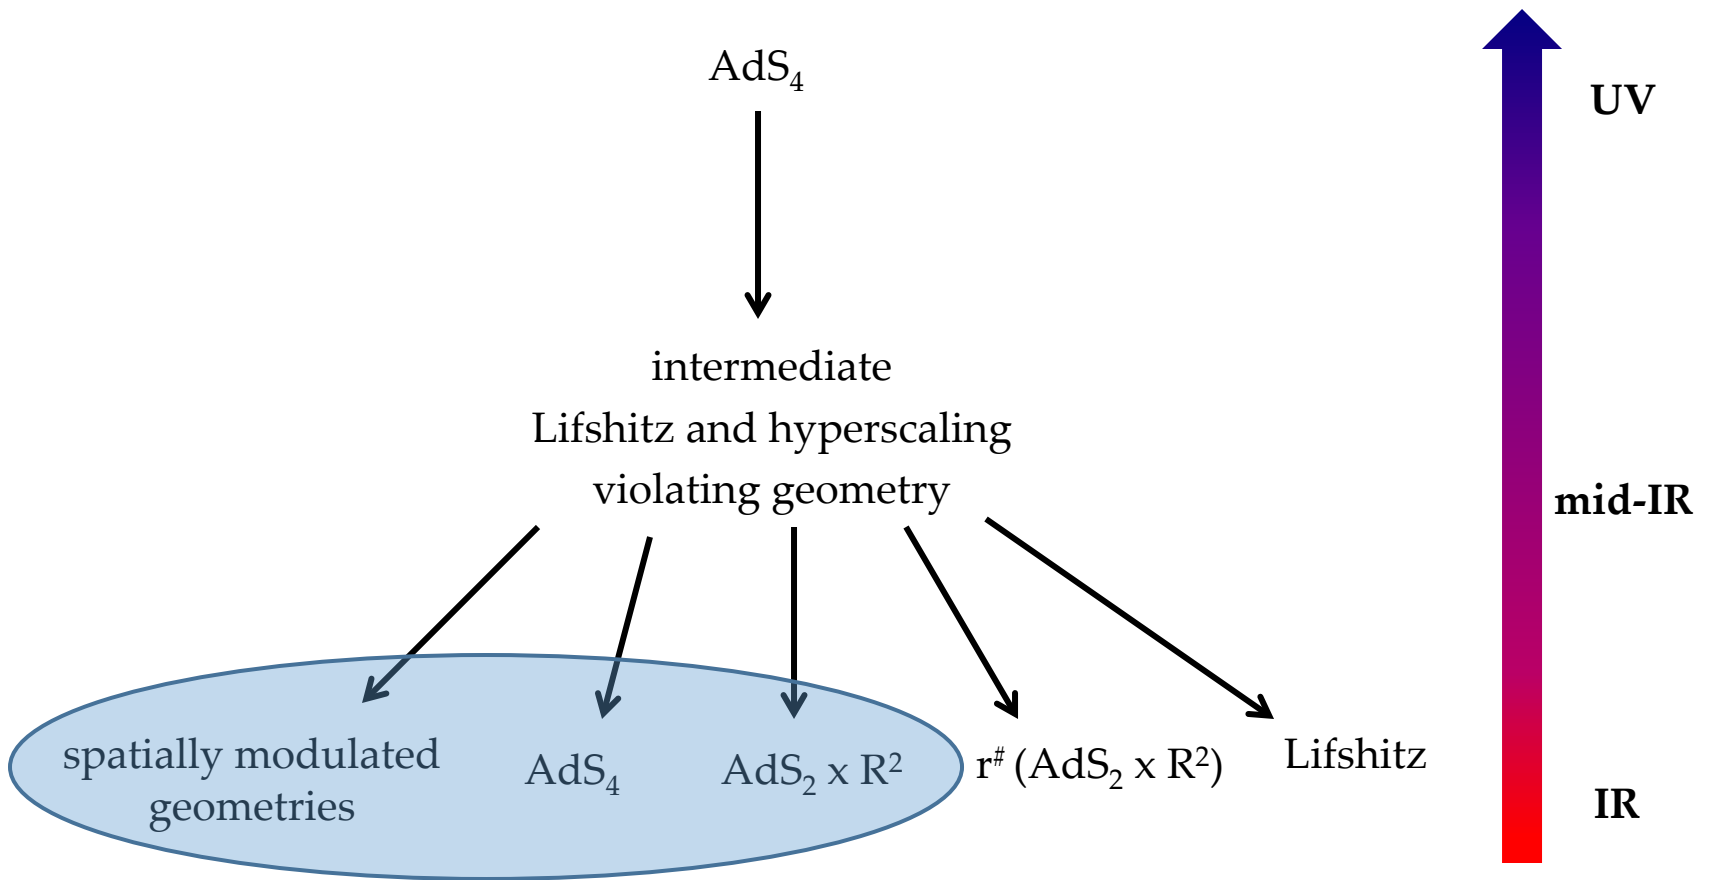 AdS₄
UV
intermediate
Lifshitz and hyperscaling
violating geometry
mid-IR
spatially modulated
geometries
AdS₄
AdS₂ x R²
r# (AdS₂ x R²)
Lifshitz
IR